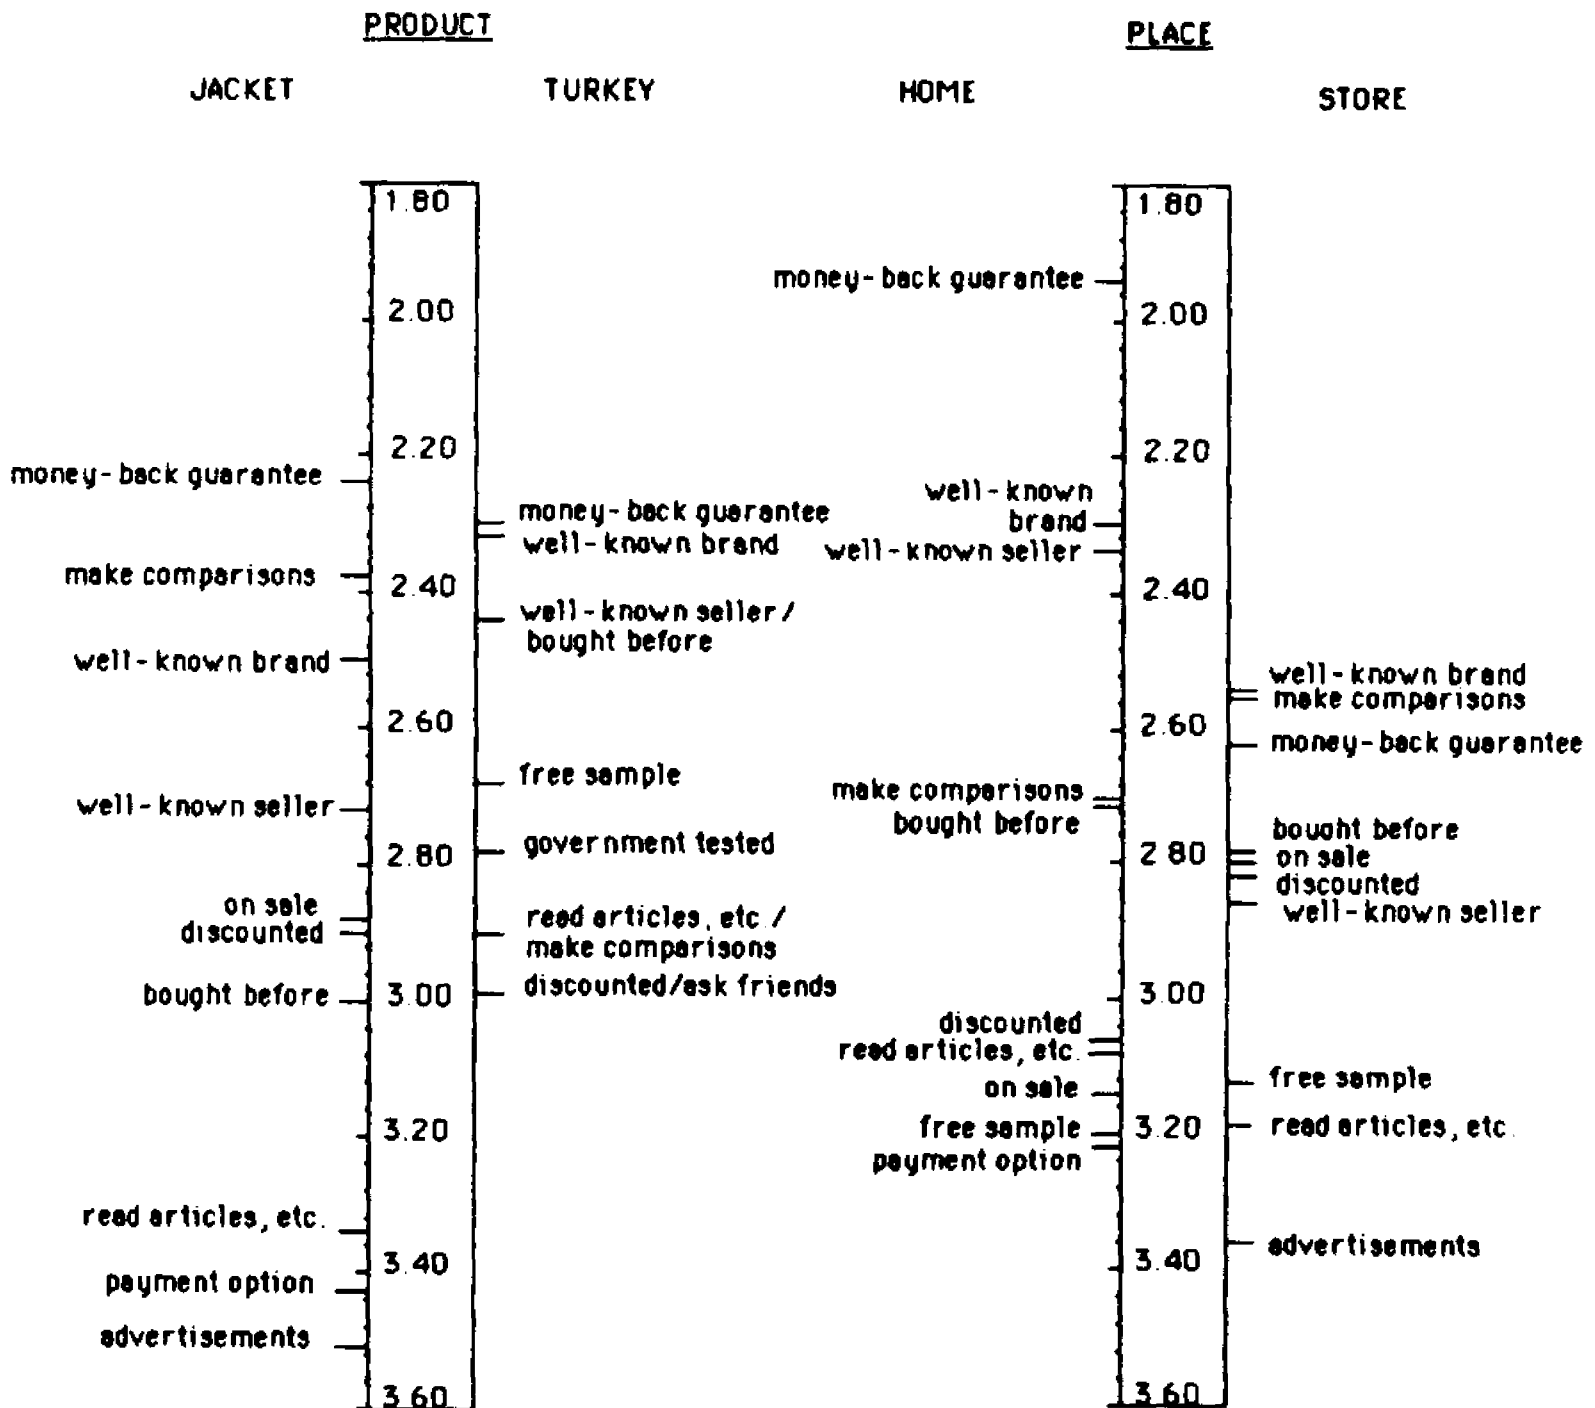 PRODUCT
JACKET
TURKEY
1.80
2.00
2.20
2.40
2.60
2.80
3.00
3.20
3.40
3.60
money-back guarantee
make comparisons
well-known brand
well-known seller
on sale
discounted
bought before
read articles, etc.
payment option
advertisements
money-back guarantee
well-known brand
well-known seller/
bought before
free sample
government tested
read articles, etc /
make comparisons
discounted/ask friends
PLACE
HOME
STORE
1.80
2.00
2.20
2.40
2.60
2 80
3.00
3.20
3.40
3 60
money-back guarantee
well-known
brand
well-known seller
make comparisons
bought before
discounted
read articles, etc.
on sale
free sample
payment option
well-known brand
make comparisons
money-back guarantee
bought before
on sale
discounted
well-known seller
free sample
read articles, etc.
advertisements